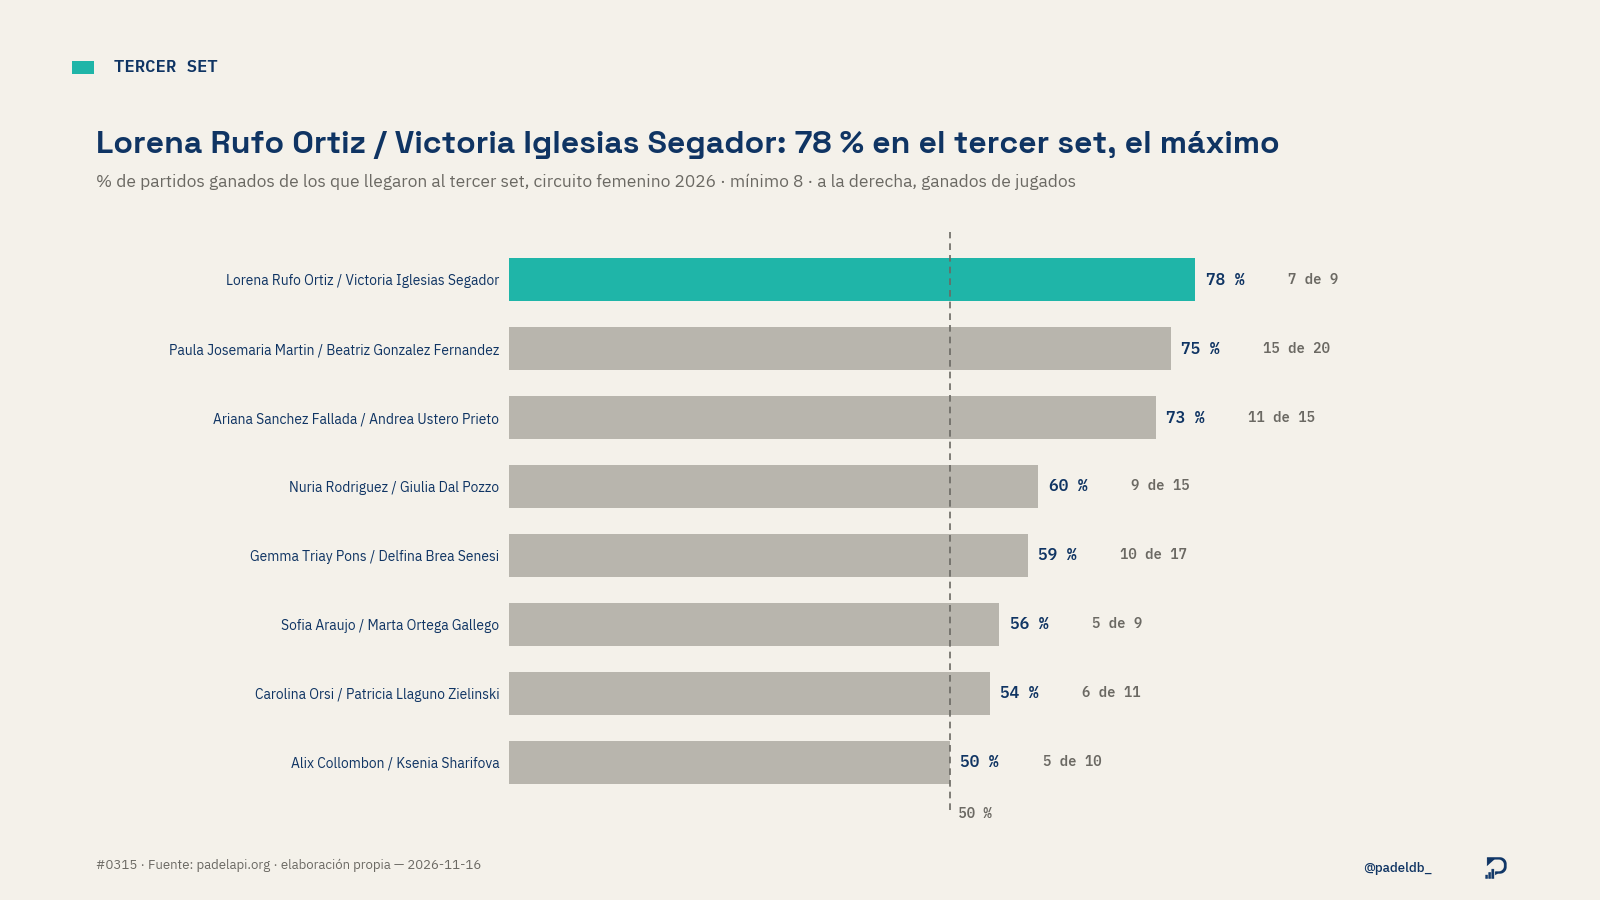 TERCER SET
Lorena Rufo Ortiz / Victoria Iglesias Segador: 78 % en el tercer set, el máximo
% de partidos ganados de los que llegaron al tercer set, circuito femenino 2026 · mínimo 8 · a la derecha, ganados de jugados
Lorena Rufo Ortiz / Victoria Iglesias Segador 78 % 7 de 9
Paula Josemaria Martin / Beatriz Gonzalez Fernandez 75 % 15 de 20
Ariana Sanchez Fallada / Andrea Ustero Prieto 73 % 11 de 15
Nuria Rodriguez / Giulia Dal Pozzo 60 % 9 de 15
Gemma Triay Pons / Delfina Brea Senesi 59 % 10 de 17
Sofia Araujo / Marta Ortega Gallego 56 % 5 de 9
Carolina Orsi / Patricia Llaguno Zielinski 54 % 6 de 11
Alix Collombon / Ksenia Sharifova 50 % 5 de 10
50 %
#0315 · Fuente: padelapi.org · elaboración propia — 2026-11-16
@padeldb_